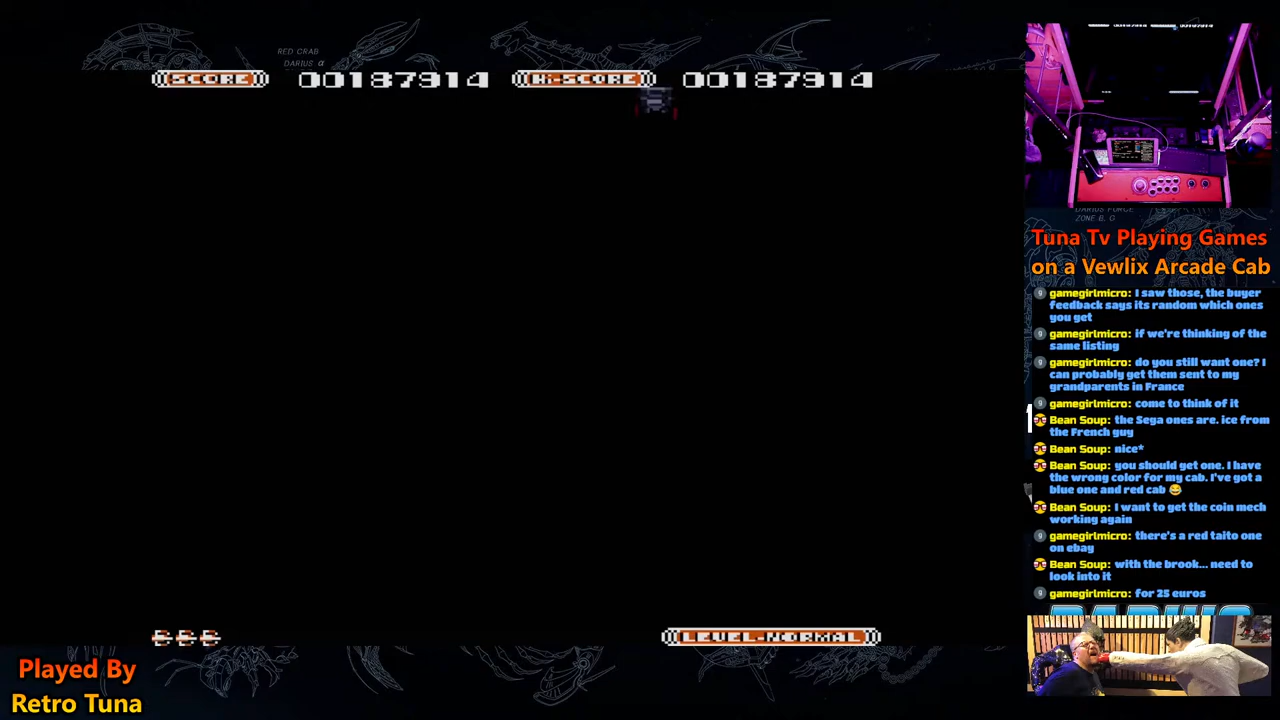 RED CRAB
DARIUS α
SCORE 00187914 HI-SCORE 00187914
LEVEL-NORMAL
Played By
Retro Tuna
DARIUS FORCE
ZONE B, G
Tuna Tv Playing Games
on a Vewlix Arcade Cab
gamegirlmicro: I saw those, the buyer
feedback says its random which ones
you get
gamegirlmicro: if we're thinking of the
same listing
gamegirlmicro: do you still want one? I
can probably get them sent to my
grandparents in France
gamegirlmicro: come to think of it
Bean Soup: the Sega ones are. ice from
the French guy
Bean Soup: nice*
Bean Soup: you should get one. I have
the wrong color for my cab. I've got a
blue one and red cab 😂
Bean Soup: I want to get the coin mech
working again
gamegirlmicro: there's a red taito one
on ebay
Bean Soup: with the brook... need to
look into it
gamegirlmicro: for 25 euros